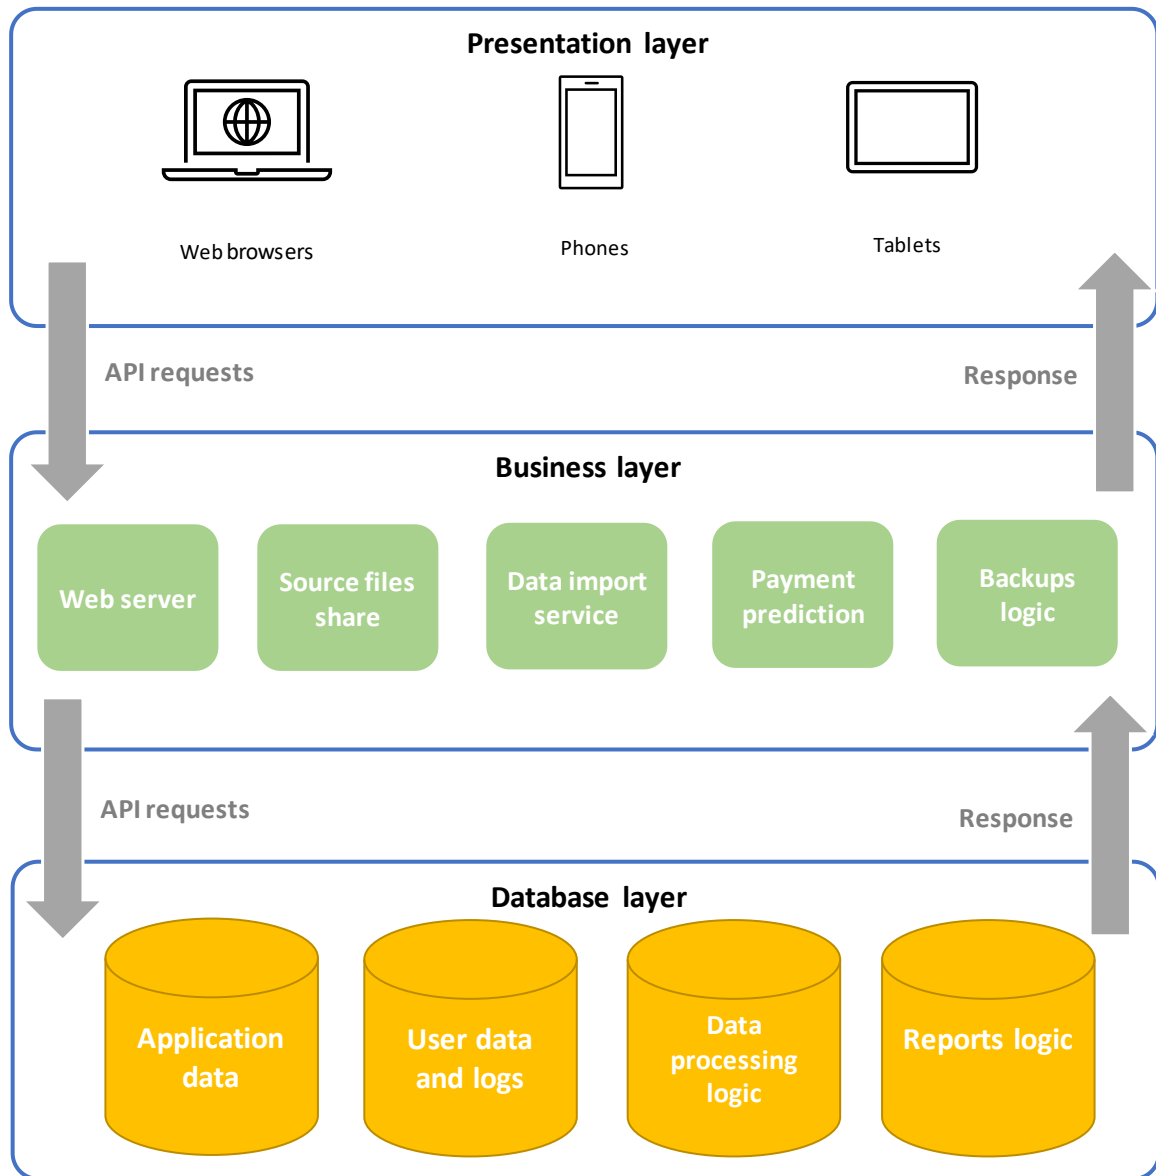 Presentation layer
Web browsers
Phones
Tablets
API requests
Response
Business layer
Web server
Source files
share
Data import
service
Payment
prediction
Backups
logic
API requests
Response
Database layer
Application
data
User data
and logs
Data
processing
logic
Reports logic